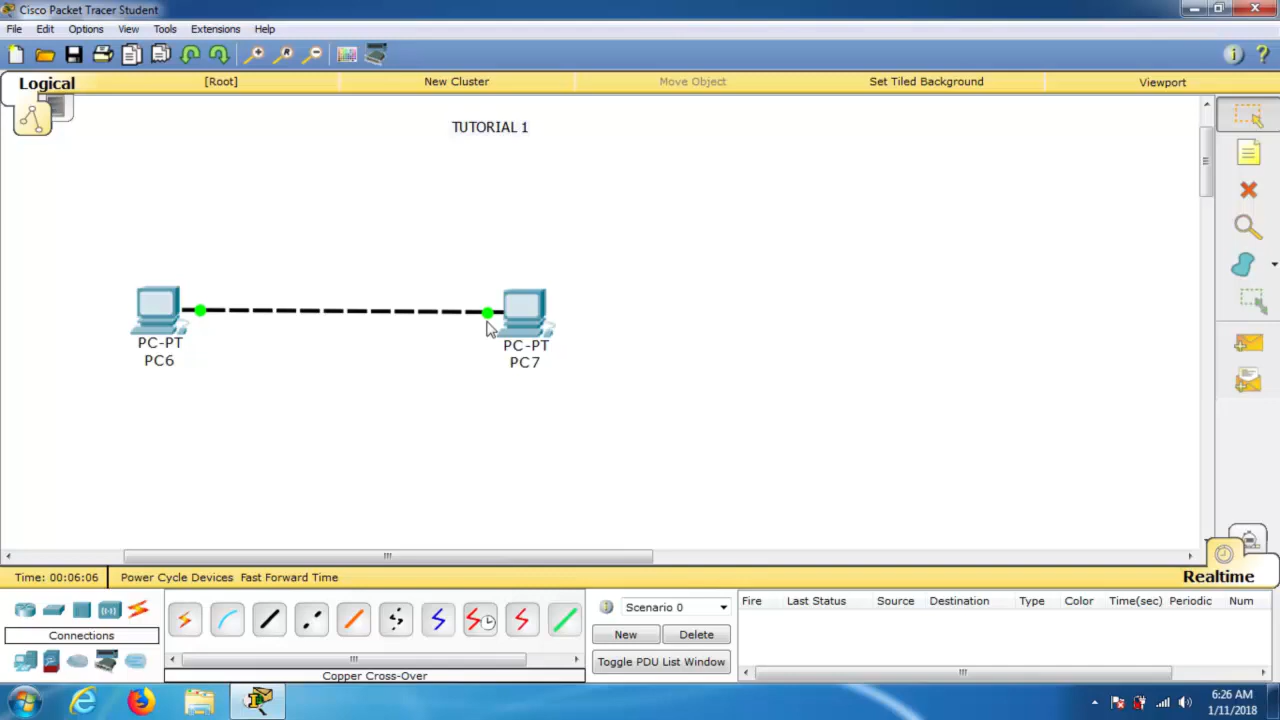 Cisco Packet Tracer Student
File Edit Options View Tools Extensions Help
Logical [Root] New Cluster Move Object Set Tiled Background Viewport
TUTORIAL 1
PC-PT
PC6
PC-PT
PC7
Time: 00:06:06 Power Cycle Devices Fast Forward Time Realtime
Scenario 0
Fire Last Status Source Destination Type Color Time(sec) Periodic Num
Connections
New Delete
Toggle PDU List Window
Copper Cross-Over
6:26 AM
1/11/2018